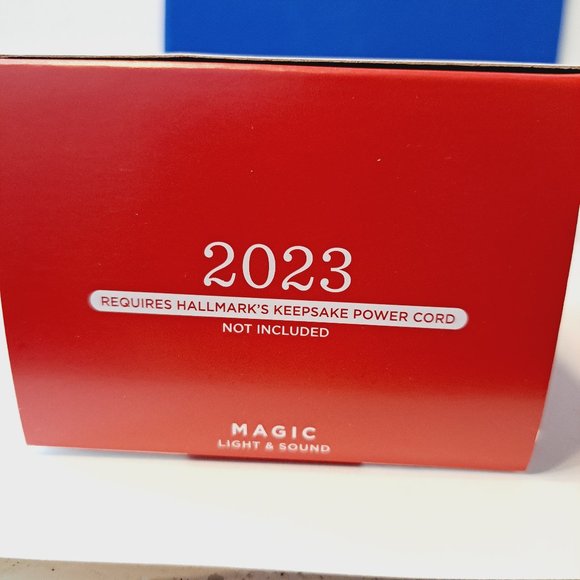 2023
REQUIRES HALLMARK'S KEEPSAKE POWER CORD
NOT INCLUDED
MAGIC
LIGHT & SOUND